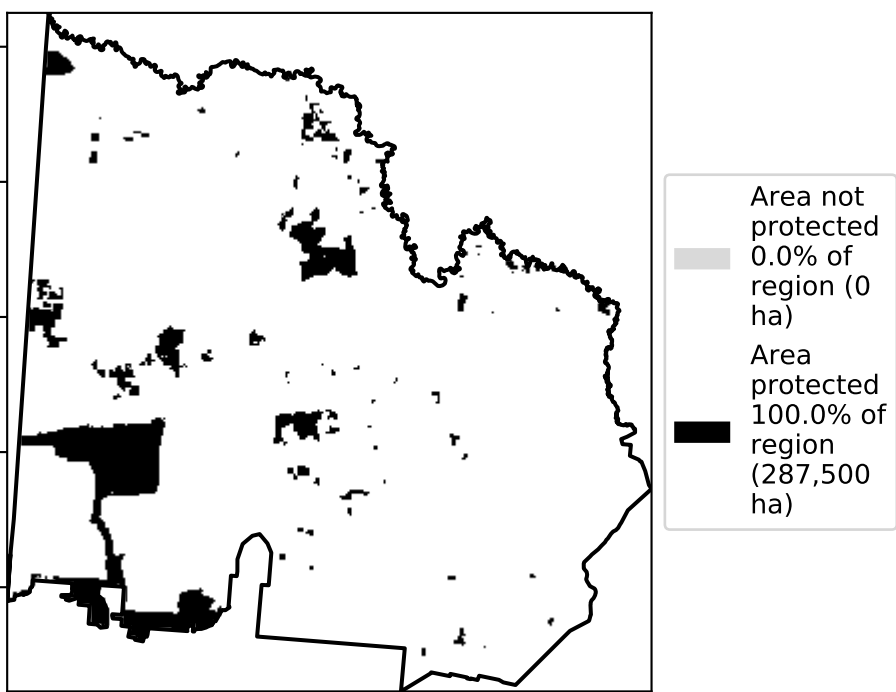 Area not
protected
0.0% of
region (0
ha)
Area
protected
100.0% of
region
(287,500
ha)